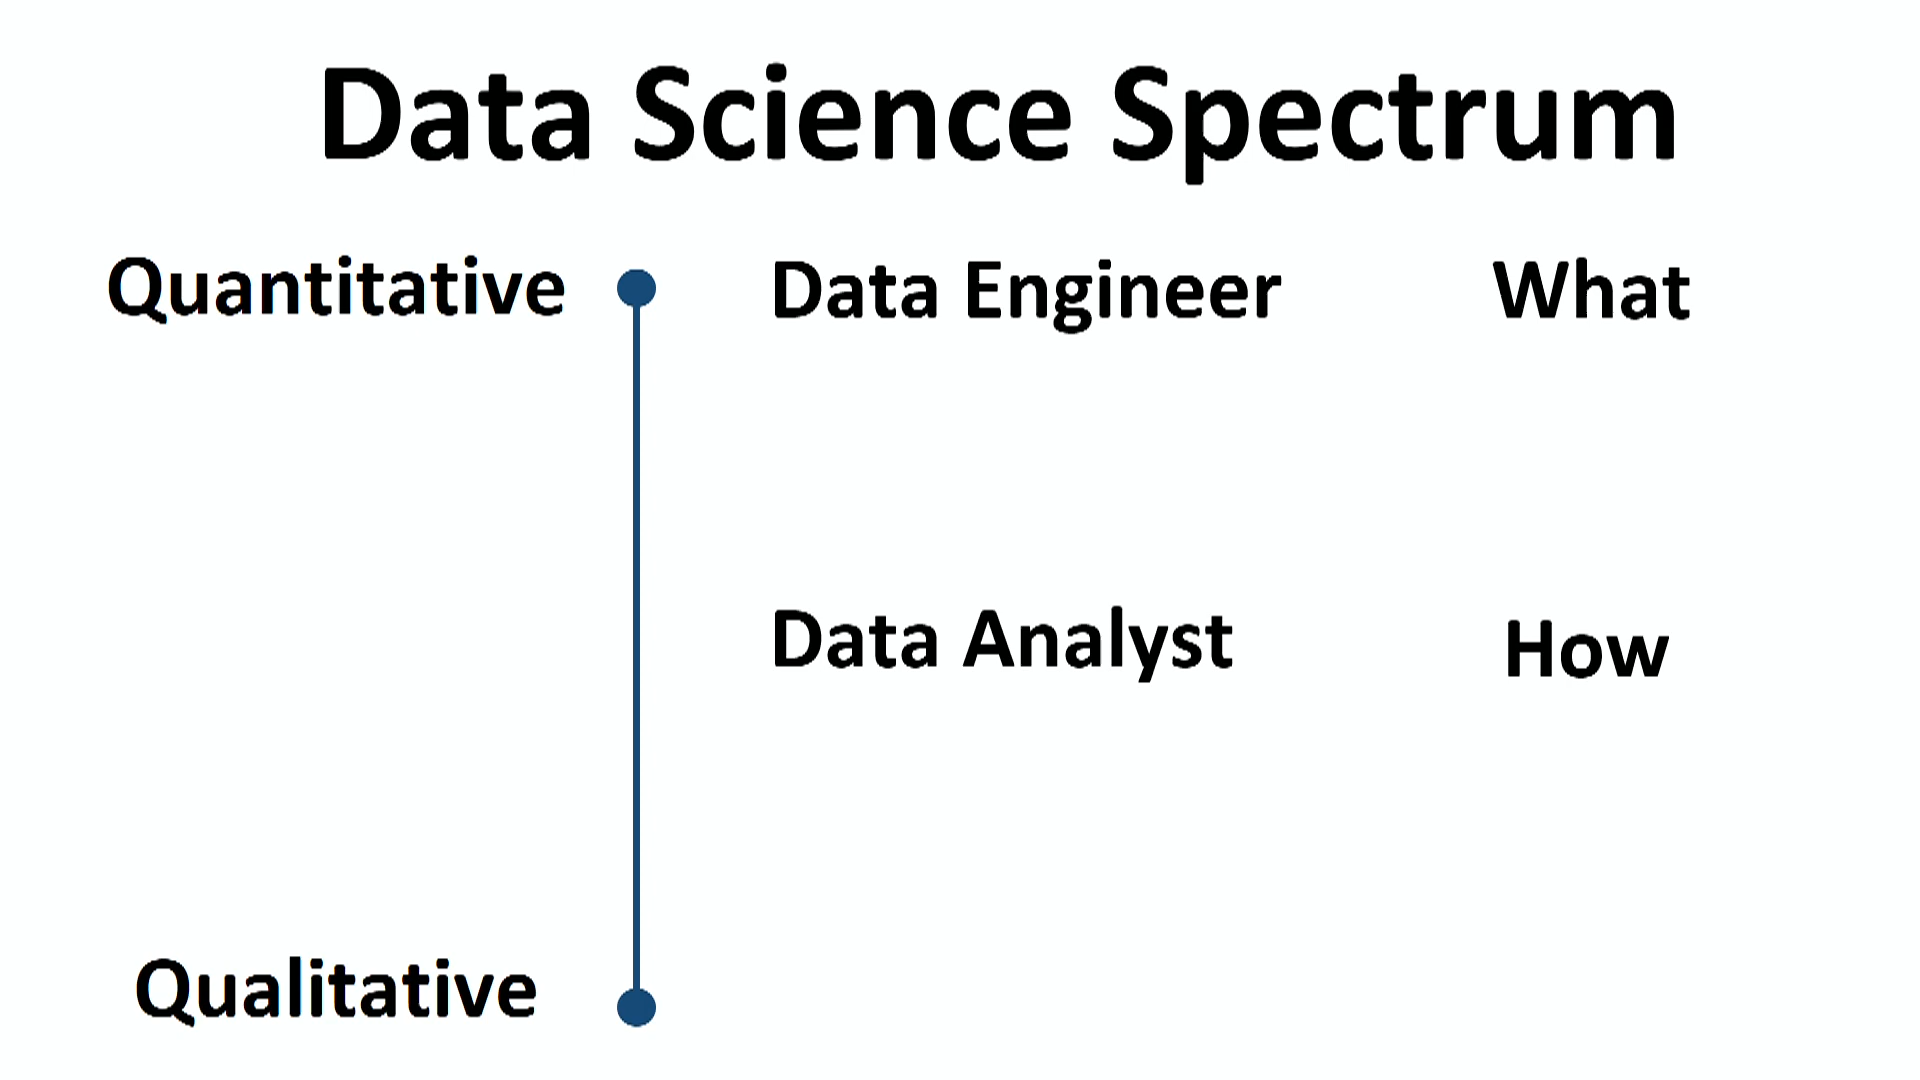 Data Science Spectrum
Quantitative Data Engineer What
Data Analyst How
Qualitative